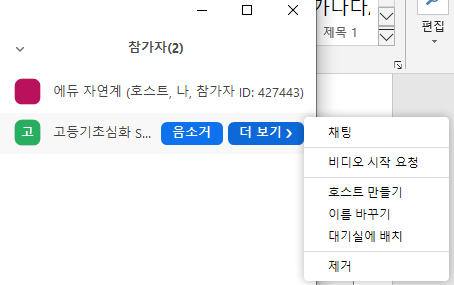 가나다
제목 1
편집
참가자(2)
에듀 자연계 (호스트, 나, 참가자 ID: 427443)
고 고등기초심화 S... 음소거 더 보기
채팅
비디오 시작 요청
호스트 만들기
이름 바꾸기
대기실에 배치
제거